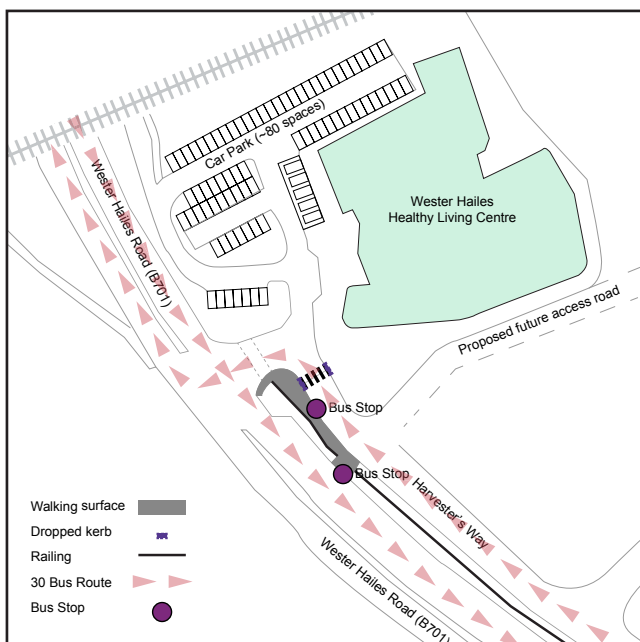 Car Park (~80 spaces)
Wester Hailes Road (B701)
Wester Hailes
Healthy Living Centre
Proposed future access road
Bus Stop
Bus Stop
Harvester's Way
Wester Hailes Road (B701)
Walking surface
Dropped kerb
Railing
30 Bus Route
Bus Stop